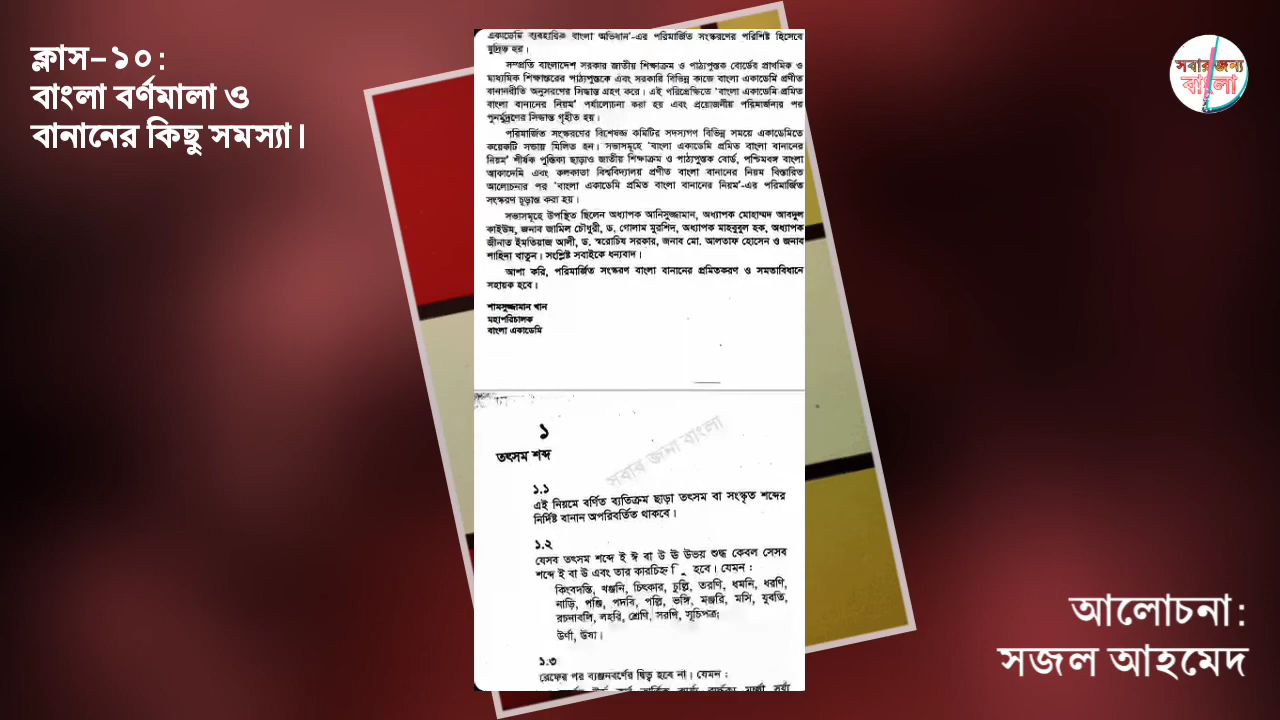 ক্লাস-১০:
বাংলা বর্ণমালা ও
বানানের কিছু সমস্যা।
সবার জন্য
বাংলা
একাডেমি ব্যবহারিক বাংলা অভিধান'-এর পরিমার্জিত সংস্করণের পরিশিষ্ট হিসেবে
মুদ্রিত হয়।
সম্প্রতি বাংলাদেশ সরকার জাতীয় শিক্ষাক্রম ও পাঠ্যপুস্তক বোর্ডের প্রাথমিক ও
মাধ্যমিক শিক্ষাস্তরের পাঠ্যপুস্তকে এবং সরকারি বিভিন্ন কাজে বাংলা একাডেমি প্রণীত
বানানরীতি অনুসরণের সিদ্ধান্ত গ্রহণ করে। এই পরিপ্রেক্ষিতে 'বাংলা একাডেমি প্রমিত
বাংলা বানানের নিয়ম' পর্যালোচনা করা হয় এবং প্রয়োজনীয় পরিমার্জনার পর
পুনর্মুদ্রণের সিদ্ধান্ত গৃহীত হয়।
পরিমার্জিত সংস্করণের বিশেষজ্ঞ কমিটির সদস্যগণ বিভিন্ন সময়ে একাডেমিতে
কয়েকটি সভায় মিলিত হন। সভাসমূহে 'বাংলা একাডেমি প্রমিত বাংলা বানানের
নিয়ম' শীর্ষক পুস্তিকা ছাড়াও জাতীয় শিক্ষাক্রম ও পাঠ্যপুস্তক বোর্ড, পশ্চিমবঙ্গ বাংলা
আকাদেমি এবং কলকাতা বিশ্ববিদ্যালয় প্রণীত বাংলা বানানের নিয়ম বিস্তারিত
আলোচনার পর 'বাংলা একাডেমি প্রমিত বাংলা বানানের নিয়ম'-এর পরিমার্জিত
সংস্করণ চূড়ান্ত করা হয়।
সভাসমূহে উপস্থিত ছিলেন অধ্যাপক আনিসুজ্জামান, অধ্যাপক মোহাম্মদ আবদুল
কাইউম, জনাব জামিল চৌধুরী, ড. গোলাম মুরশিদ, অধ্যাপক মাহবুবুল হক, অধ্যাপক
জীনাত ইমতিয়াজ আলী, ড. স্বরোচিষ সরকার, জনাব মো. আলতাফ হোসেন ও জনাব
শাহিদা খাতুন। সংশ্লিষ্ট সবাইকে ধন্যবাদ।
আশা করি, পরিমার্জিত সংস্করণ বাংলা বানানের প্রমিতকরণ ও সমতাবিধানে
সহায়ক হবে।
শামসুজ্জামান খান
মহাপরিচালক
বাংলা একাডেমি
১
তৎসম শব্দ
সবার জন্য বাংলা
১.১
এই নিয়মে বর্ণিত ব্যতিক্রম ছাড়া তৎসম বা সংস্কৃত শব্দের
নির্দিষ্ট বানান অপরিবর্তিত থাকবে।
১.২
যেসব তৎসম শব্দে ই ঈ বা উ ঊ উভয় শুদ্ধ কেবল সেসব
শব্দে ই বা উ এবং তার কারচিহ্ন ি ু হবে। যেমন :
কিংবদন্তি, খঞ্জনি, চিৎকার, চুল্লি, তরণি, ধমনি, ধরণি,
নাড়ি, পঞ্জি, পদবি, পল্লি, ভঙ্গি, মঞ্জরি, মসি, যুবতি,
রচনাবলি, লহরি, শ্রেণি, সরণি, সূচিপত্র;
উর্ণা, উষা।
১.৩
রেফের পর ব্যঞ্জনবর্ণের দ্বিত্ব হবে না। যেমন :
আলোচনা:
সজল আহমেদ